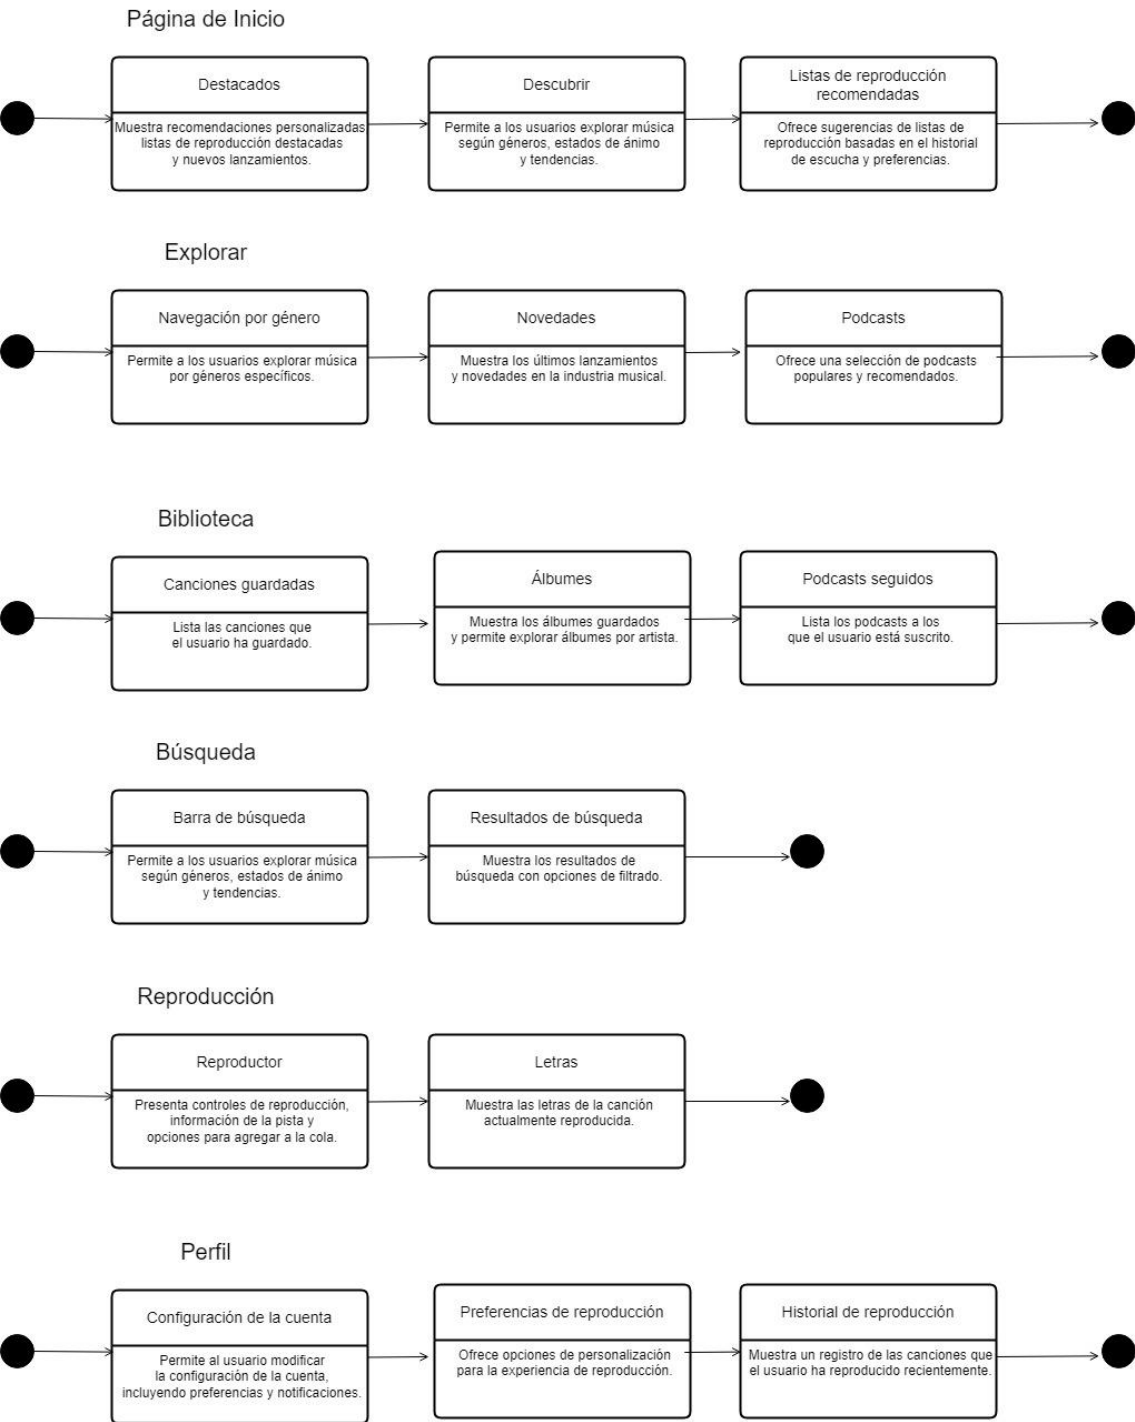 Página de Inicio
Destacados
Muestra recomendaciones personalizadas
listas de reproducción destacadas
y nuevos lanzamientos.
Descubrir
Permite a los usuarios explorar música
según géneros, estados de ánimo
y tendencias.
Listas de reproducción
recomendadas
Ofrece sugerencias de listas de
reproducción basadas en el historial
de escucha y preferencias.
Explorar
Navegación por género
Permite a los usuarios explorar música
por géneros específicos.
Novedades
Muestra los últimos lanzamientos
y novedades en la industria musical.
Podcasts
Ofrece una selección de podcasts
populares y recomendados.
Biblioteca
Canciones guardadas
Lista las canciones que
el usuario ha guardado.
Álbumes
Muestra los álbumes guardados
y permite explorar álbumes por artista.
Podcasts seguidos
Lista los podcasts a los
que el usuario está suscrito.
Búsqueda
Barra de búsqueda
Permite a los usuarios explorar música
según géneros, estados de ánimo
y tendencias.
Resultados de búsqueda
Muestra los resultados de
búsqueda con opciones de filtrado.
Reproducción
Reproductor
Presenta controles de reproducción,
información de la pista y
opciones para agregar a la cola.
Letras
Muestra las letras de la canción
actualmente reproducida.
Perfil
Configuración de la cuenta
Permite al usuario modificar
la configuración de la cuenta,
incluyendo preferencias y notificaciones.
Preferencias de reproducción
Ofrece opciones de personalización
para la experiencia de reproducción.
Historial de reproducción
Muestra un registro de las canciones que
el usuario ha reproducido recientemente.